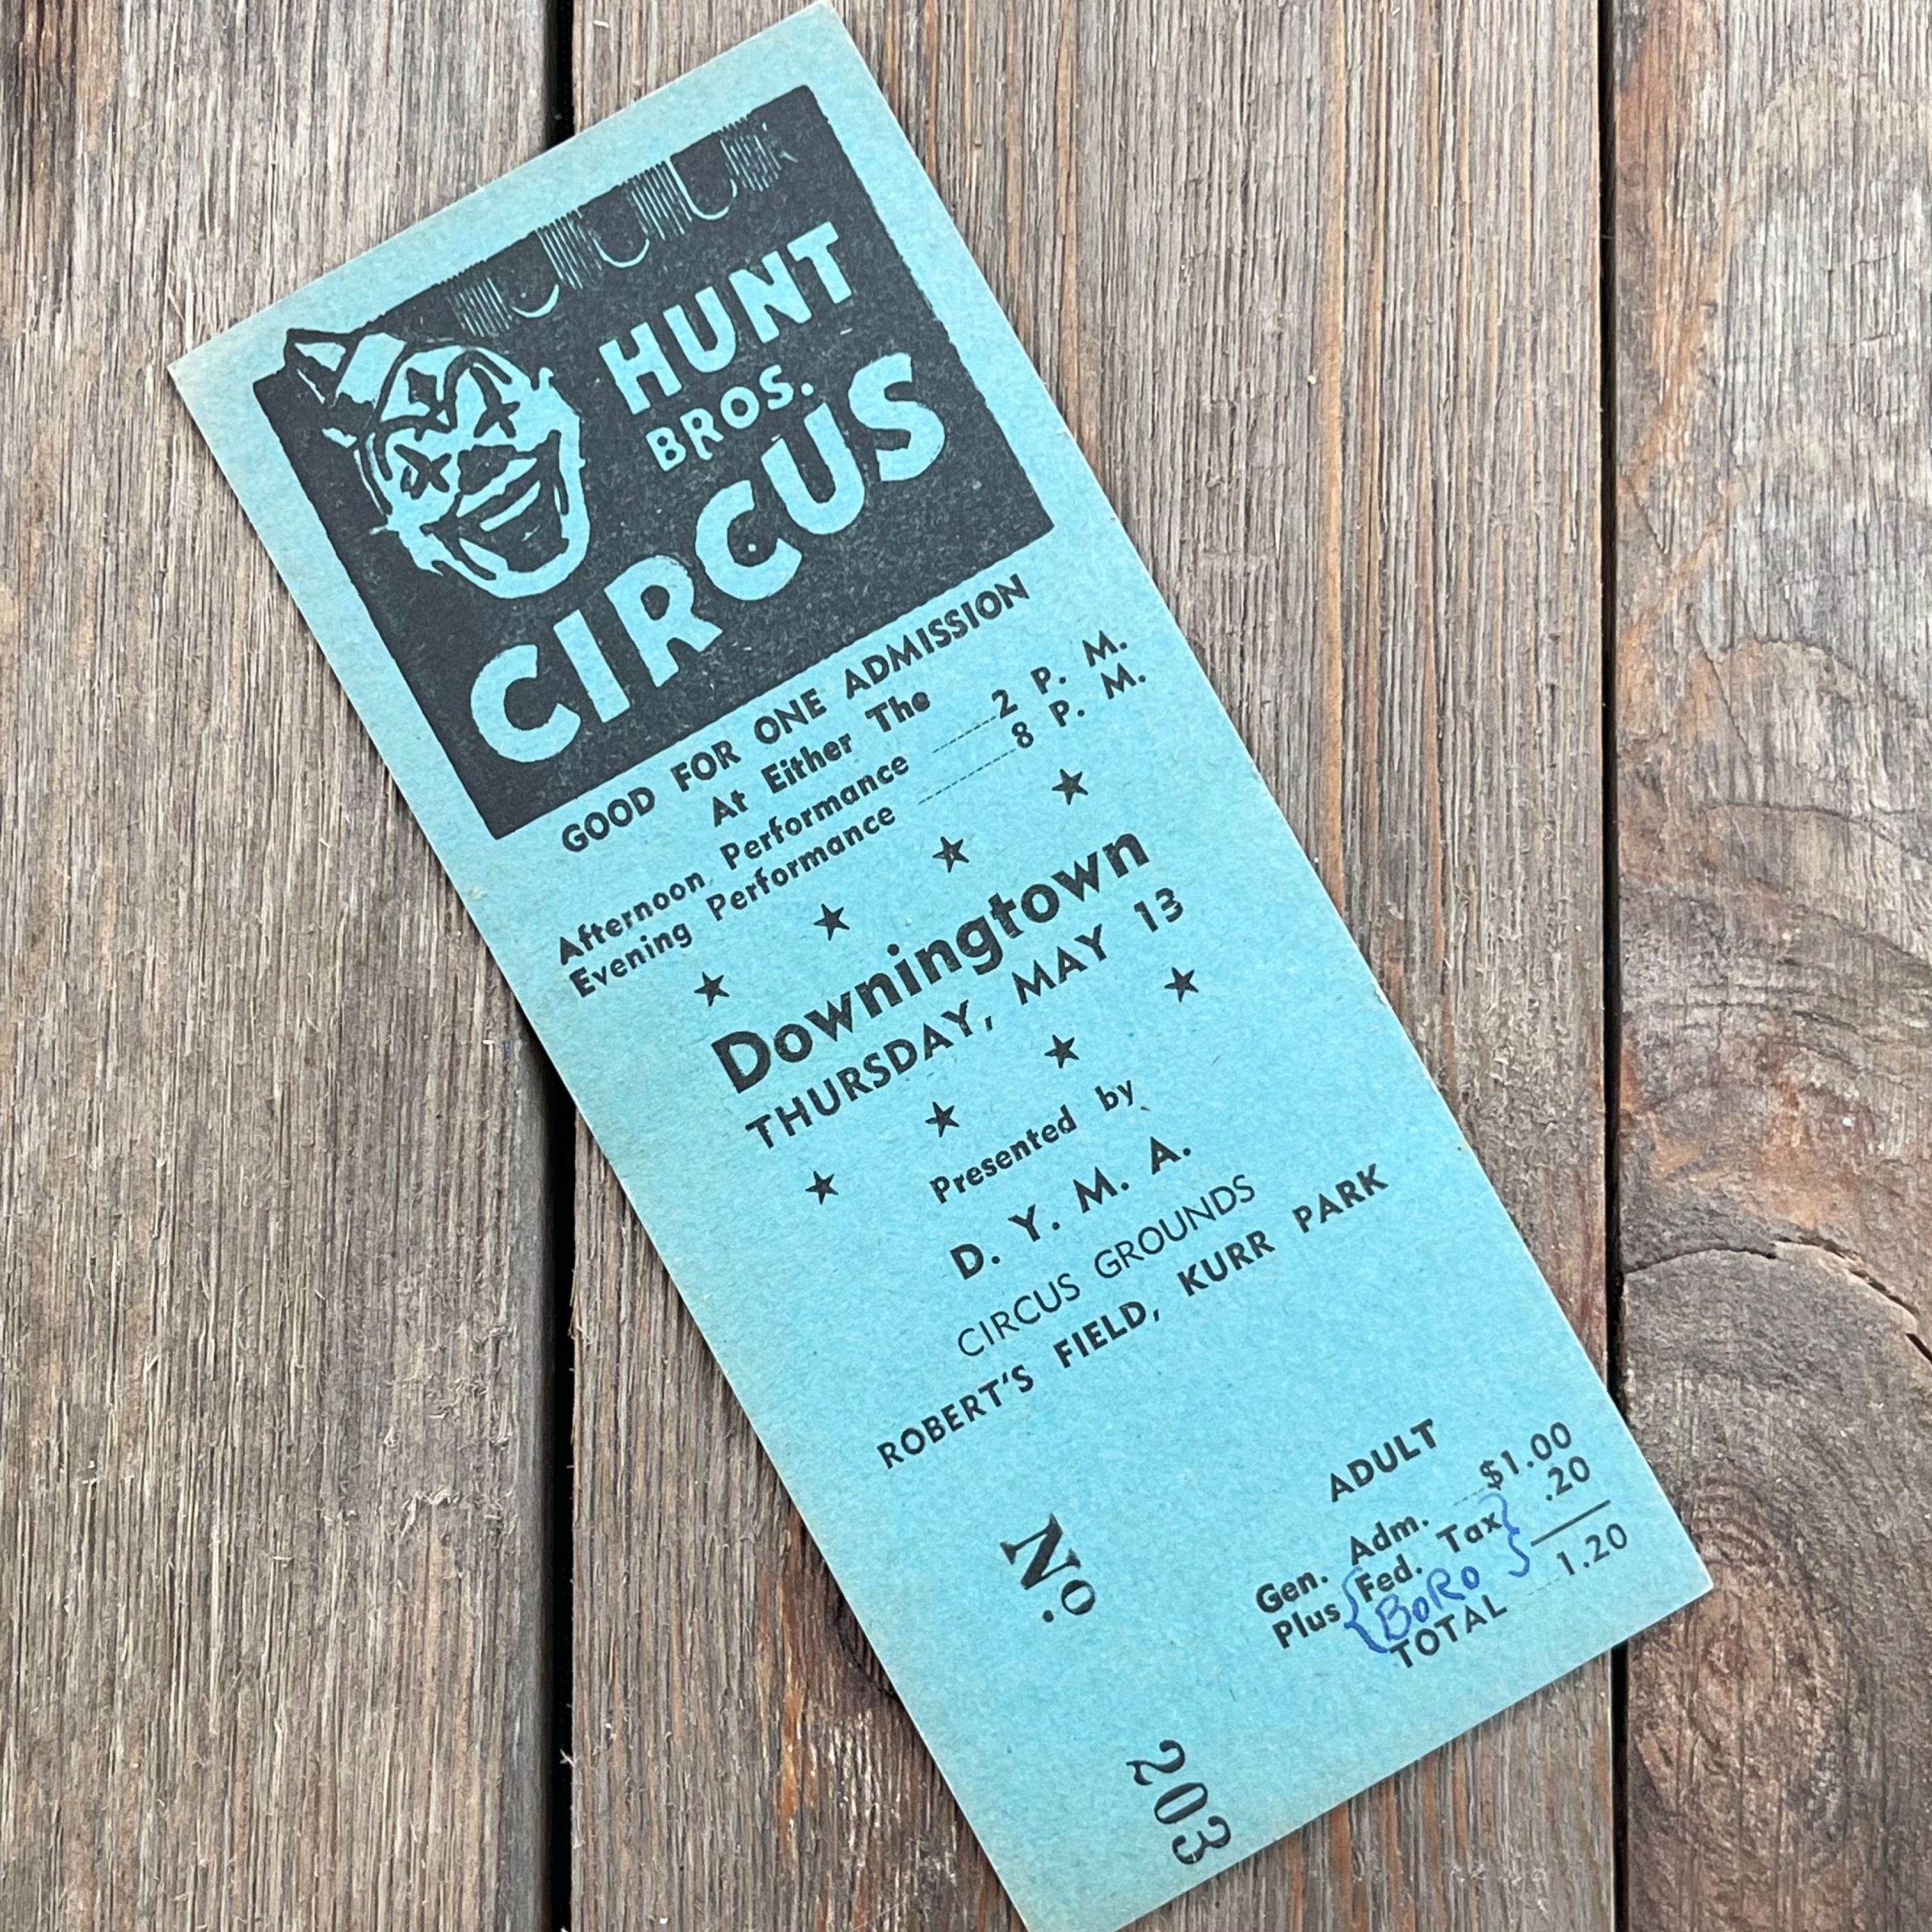 HUNT
BROS.
CIRCUS
GOOD FOR ONE ADMISSION
At Either The
Afternoon Performance 2 P. M.
Evening Performance 8 P. M.
Downingtown
THURSDAY, MAY 13
Presented by
D. Y. M. A.
CIRCUS GROUNDS
ROBERT'S FIELD, KURR PARK
ADULT
Gen. Adm. $1.00
Plus { Fed. Tax } .20
BORO
TOTAL 1.20
No. 203